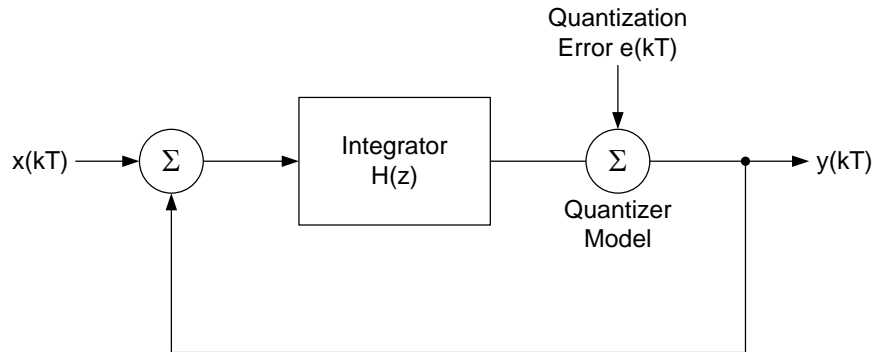 Quantization
Error e(kT)
x(kT)
Σ
Integrator
H(z)
Σ
y(kT)
Quantizer
Model